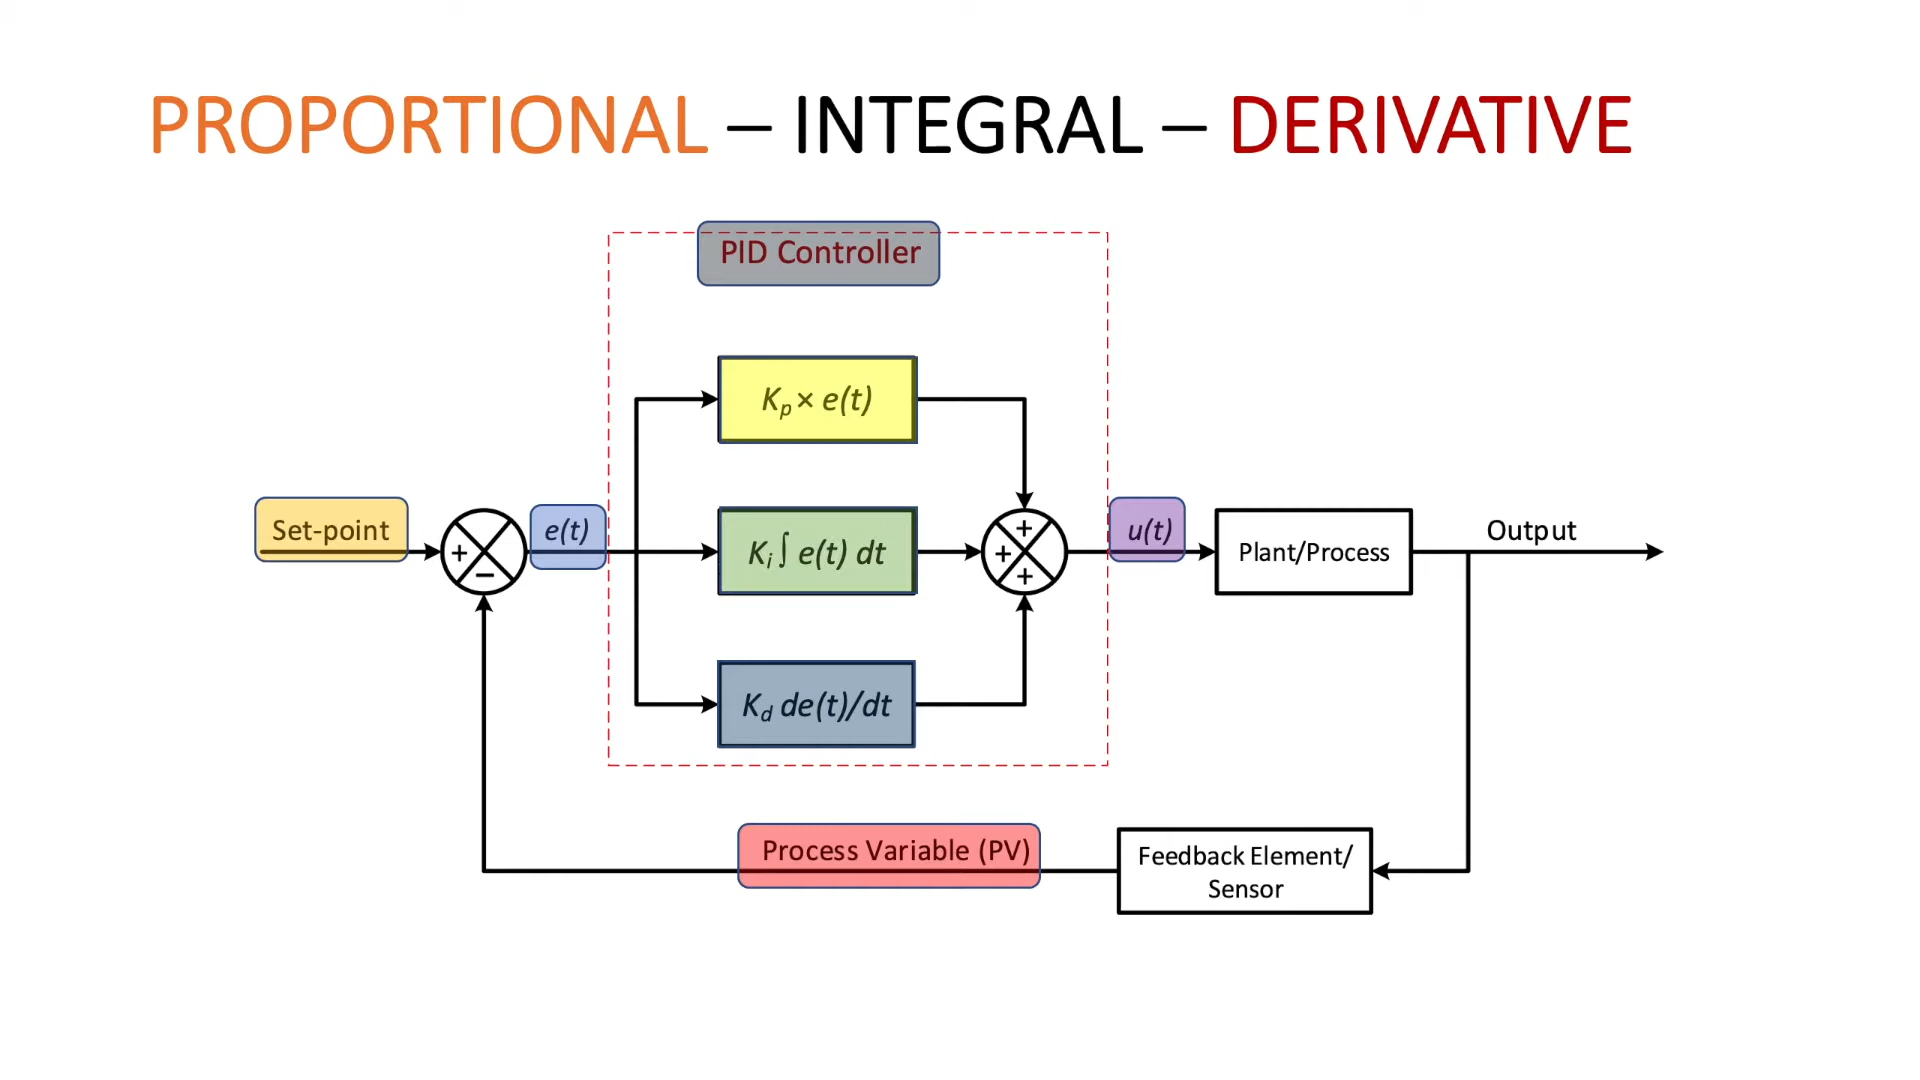 PROPORTIONAL – INTEGRAL – DERIVATIVE
PID Controller
Kp × e(t)
Set-point
e(t)
+
−
Ki ∫ e(t) dt
+
+
+
u(t)
Plant/Process
Output
Kd de(t)/dt
Process Variable (PV)
Feedback Element/
Sensor